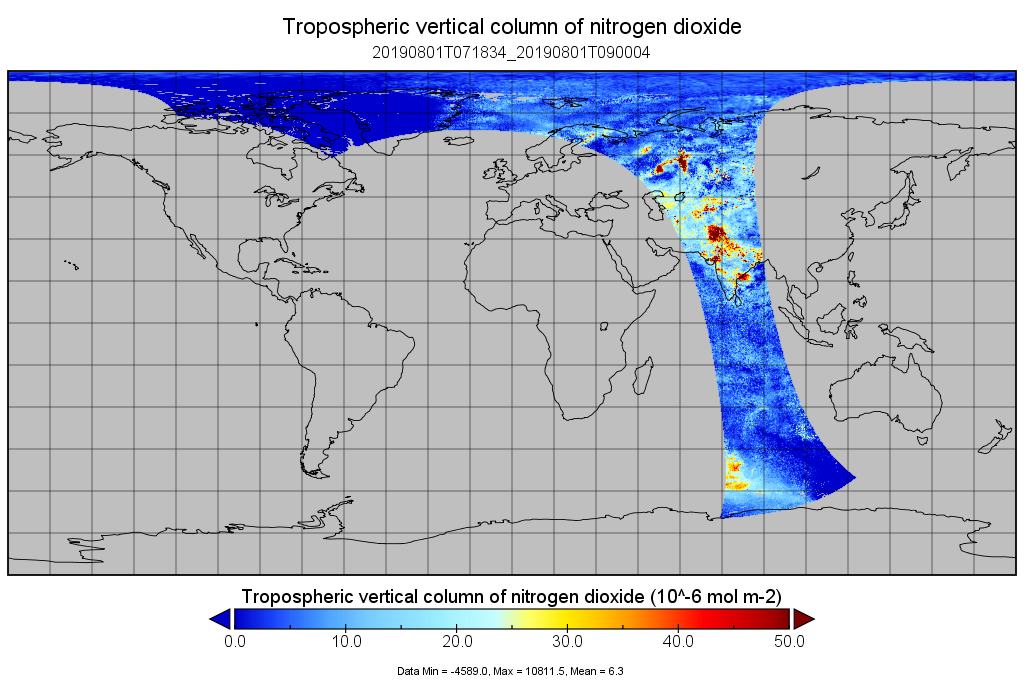 Tropospheric vertical column of nitrogen dioxide
20190801T071834_20190801T090004
Tropospheric vertical column of nitrogen dioxide (10^-6 mol m-2)
0.0 10.0 20.0 30.0 40.0 50.0
Data Min = -4589.0, Max = 10811.5, Mean = 6.3